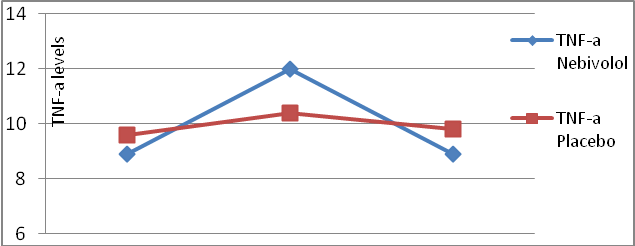 14
12
10
8
6
TNF-a levels
TNF-a
Nebivolol
TNF-a
Placebo